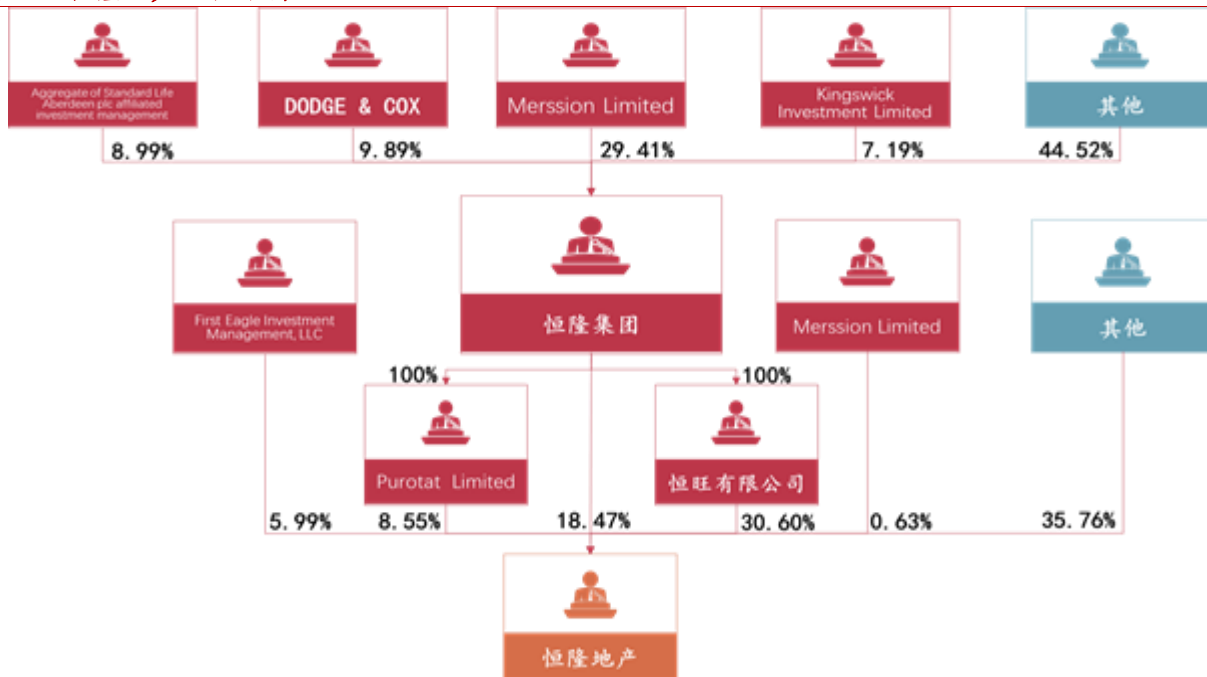 Aggregate of Standard Life
Aberdeen plc affiliated
investment management
DODGE & COX
Merssion Limited
Kingswick
Investment Limited
其他
8.99%
9.89%
29.41%
7.19%
44.52%
First Eagle Investment
Management, LLC
恒隆集团
Merssion Limited
其他
100%
100%
Purotat Limited
恒旺有限公司
5.99%
8.55%
18.47%
30.60%
0.63%
35.76%
恒隆地产